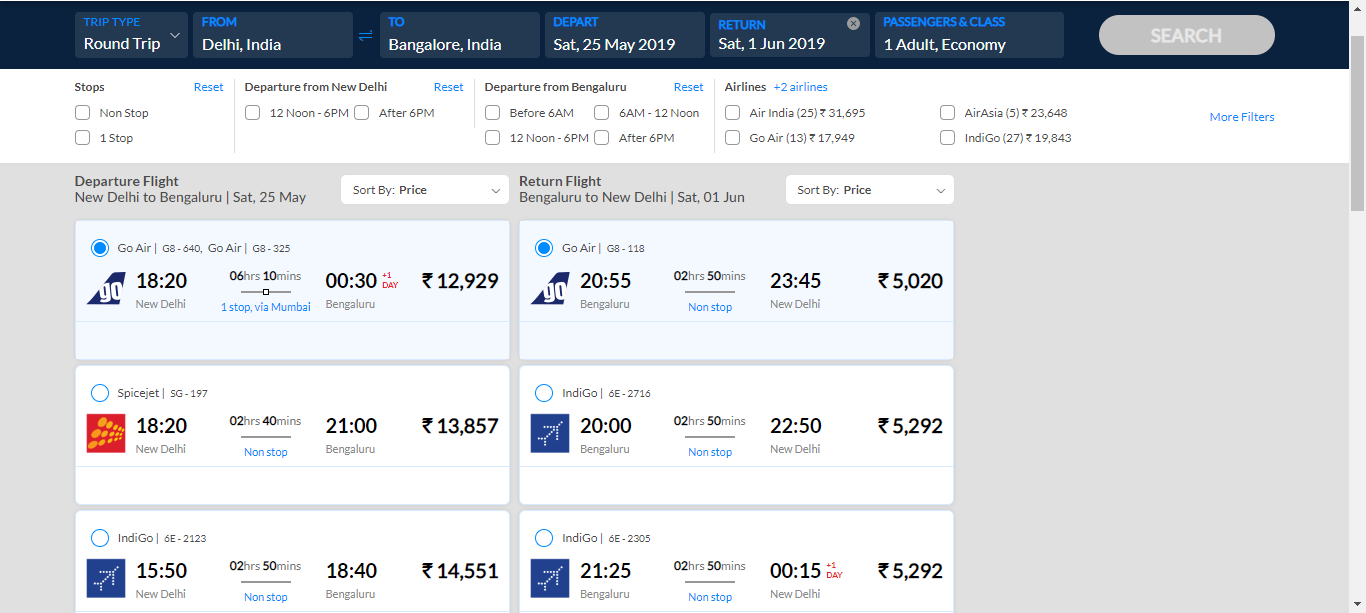 TRIP TYPE
Round Trip
FROM
Delhi, India
TO
Bangalore, India
DEPART
Sat, 25 May 2019
RETURN
Sat, 1 Jun 2019
PASSENGERS & CLASS
1 Adult, Economy
SEARCH
Stops Reset
Non Stop
1 Stop
Departure from New Delhi Reset
12 Noon - 6PM After 6PM
Departure from Bengaluru Reset
Before 6AM 6AM - 12 Noon
12 Noon - 6PM After 6PM
Airlines +2 airlines
Air India (25) ₹ 31,695 AirAsia (5) ₹ 23,648
Go Air (13) ₹ 17,949 IndiGo (27) ₹ 19,843
More Filters
Departure Flight
New Delhi to Bengaluru | Sat, 25 May
Sort By: Price
Go Air | G8 - 640, Go Air | G8 - 325
go 18:20 06hrs 10mins 00:30 +1 DAY ₹ 12,929
New Delhi 1 stop, via Mumbai Bengaluru
Spicejet | SG - 197
18:20 02hrs 40mins 21:00 ₹ 13,857
New Delhi Non stop Bengaluru
IndiGo | 6E - 2123
15:50 02hrs 50mins 18:40 ₹ 14,551
New Delhi Non stop Bengaluru
Return Flight
Bengaluru to New Delhi | Sat, 01 Jun
Sort By: Price
Go Air | G8 - 118
go 20:55 02hrs 50mins 23:45 ₹ 5,020
Bengaluru Non stop New Delhi
IndiGo | 6E - 2716
20:00 02hrs 50mins 22:50 ₹ 5,292
Bengaluru Non stop New Delhi
IndiGo | 6E - 2305
21:25 02hrs 50mins 00:15 +1 DAY ₹ 5,292
Bengaluru Non stop New Delhi